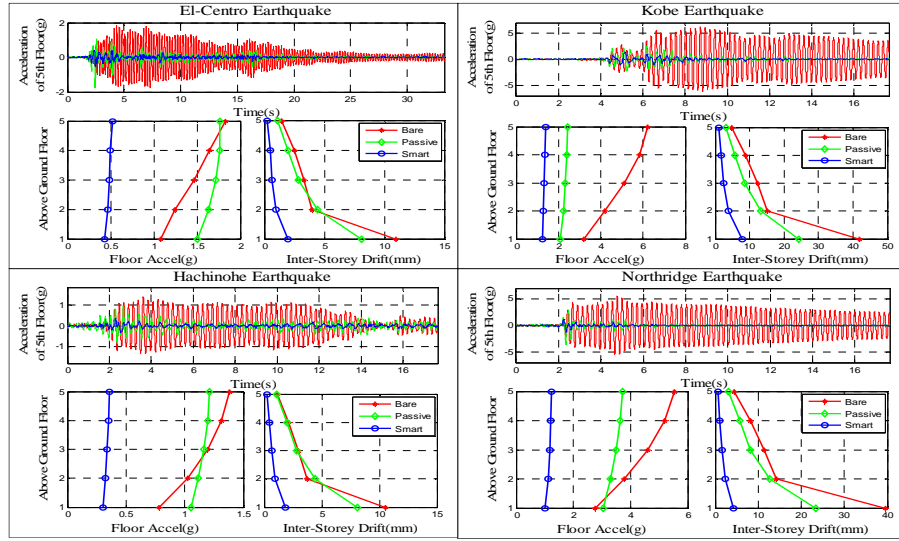 El-Centro Earthquake
Acceleration
of 5th Floor(g)
2
0
-2
0 5 10 15 20 25 30
Time(s)
Above Ground Floor
5
4
3
2
1
0 0.5 1 1.5 2
Floor Accel(g)
Bare
Passive
Smart
0 5 10 15
Inter-Storey Drift(mm)
Kobe Earthquake
Acceleration
of 5th Floor(g)
5
0
-5
0 2 4 6 8 10 12 14 16
Time(s)
Above Ground Floor
5
4
3
2
1
0 2 4 6 8
Floor Accel(g)
Bare
Passive
Smart
0 10 20 30 40 50
Inter-Storey Drift(mm)
Hachinohe Earthquake
Acceleration
of 5th Floor(g)
1
0
-1
0 2 4 6 8 10 12 14 16
Time(s)
Above Ground Floor
5
4
3
2
1
0 0.5 1
Floor Accel(g)
Bare
Passive
Smart
0 5 10
Inter-Storey Drift(mm)
Northridge Earthquake
Acceleration
of 5th Floor(g)
5
0
-5
0 2 4 6 8 10 12 14 16
Time(s)
Above Ground Floor
5
4
3
2
1
0 2 4 6
Floor Accel(g)
Bare
Passive
Smart
0 10 20 30 40
Inter-Storey Drift(mm)